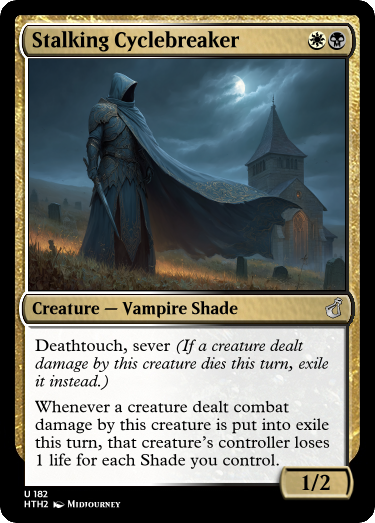 Stalking Cyclebreaker
Creature — Vampire Shade
Deathtouch, sever (If a creature dealt
damage by this creature dies this turn, exile
it instead.)
Whenever a creature dealt combat
damage by this creature is put into exile
this turn, that creature's controller loses
1 life for each Shade you control.
1/2
U 182
HTH2 Midjourney